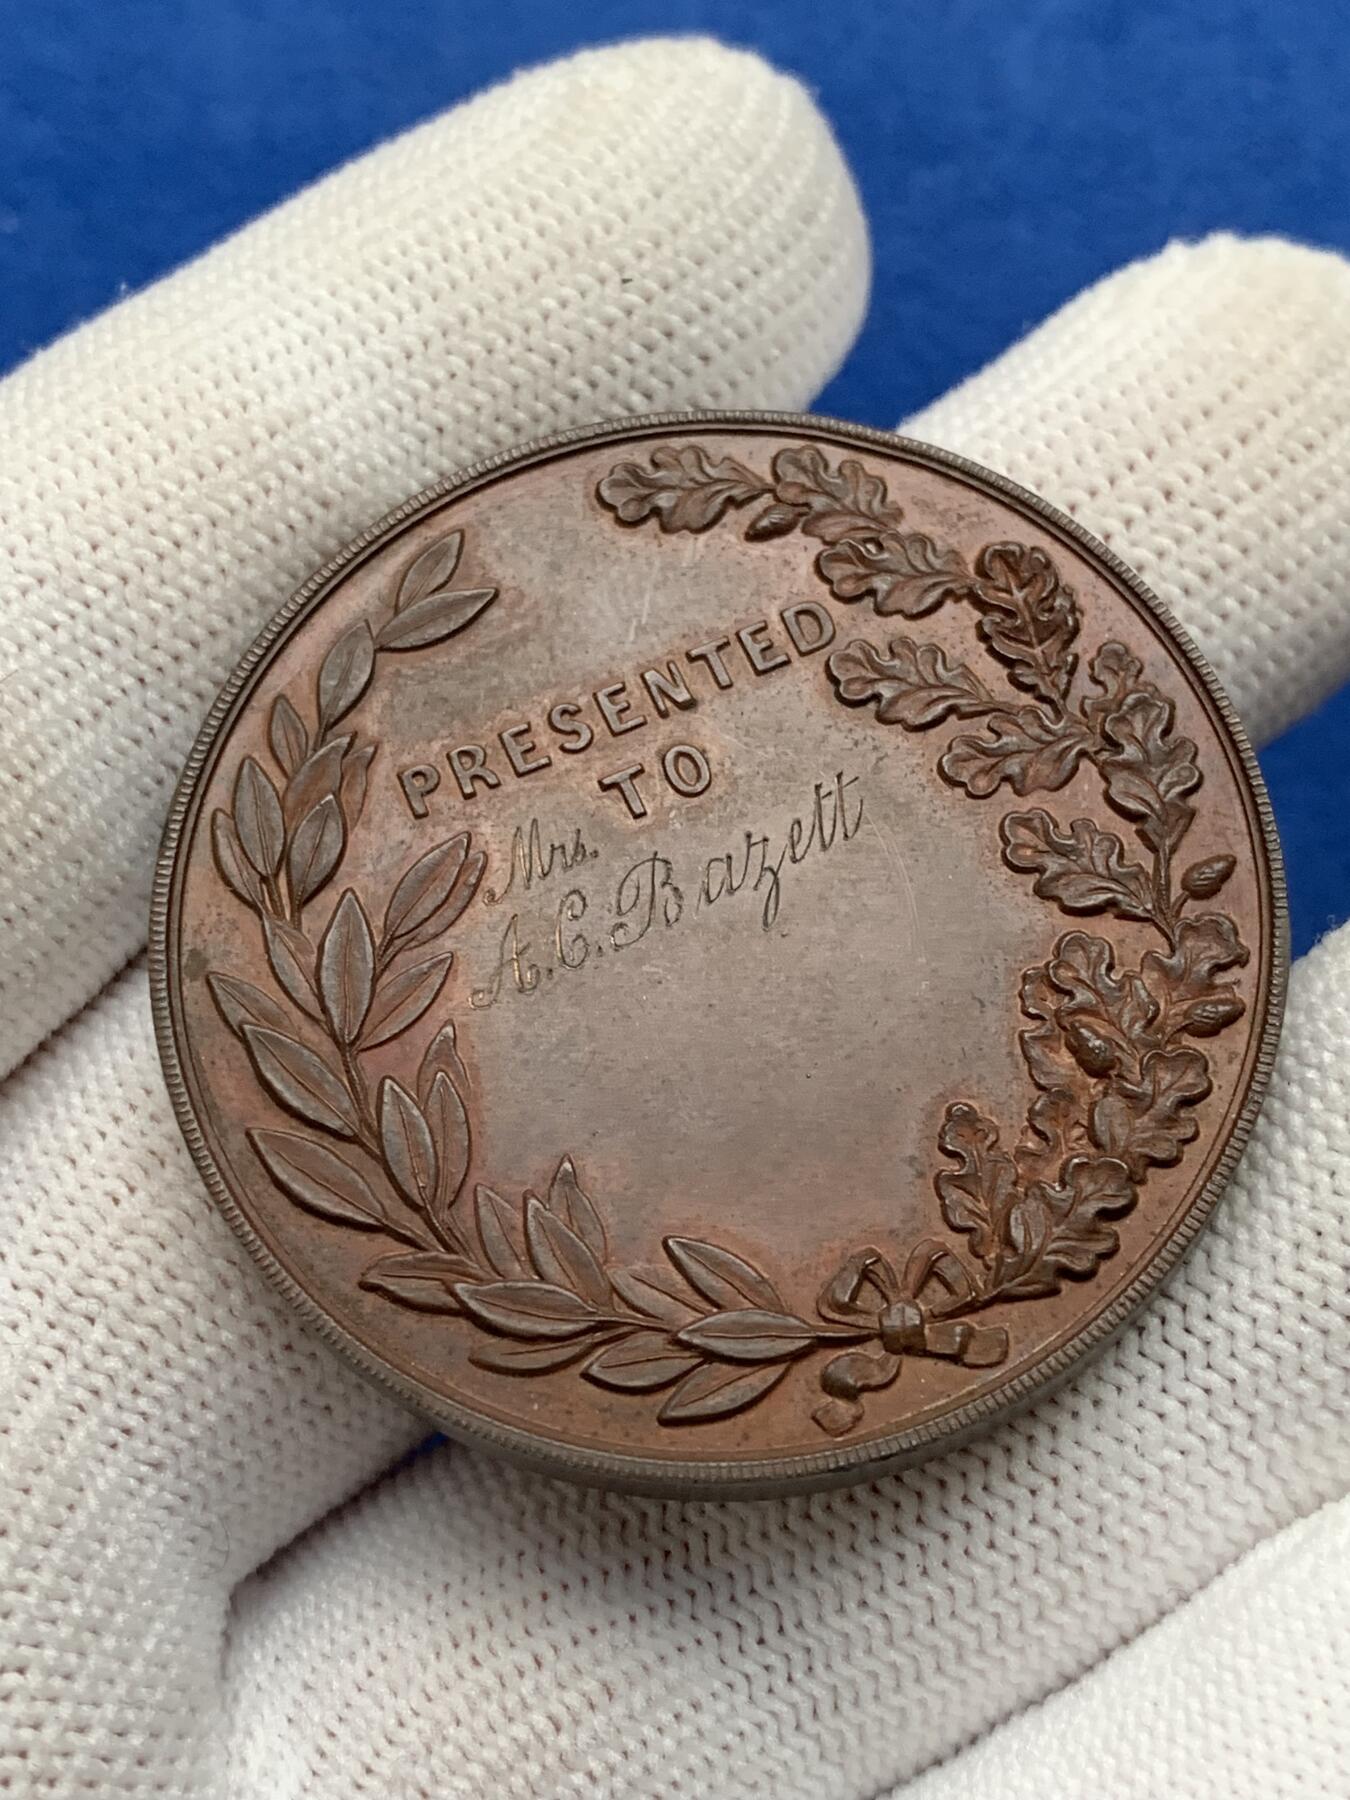 PRESENTED
TO
Mrs.
A. C. Bazett